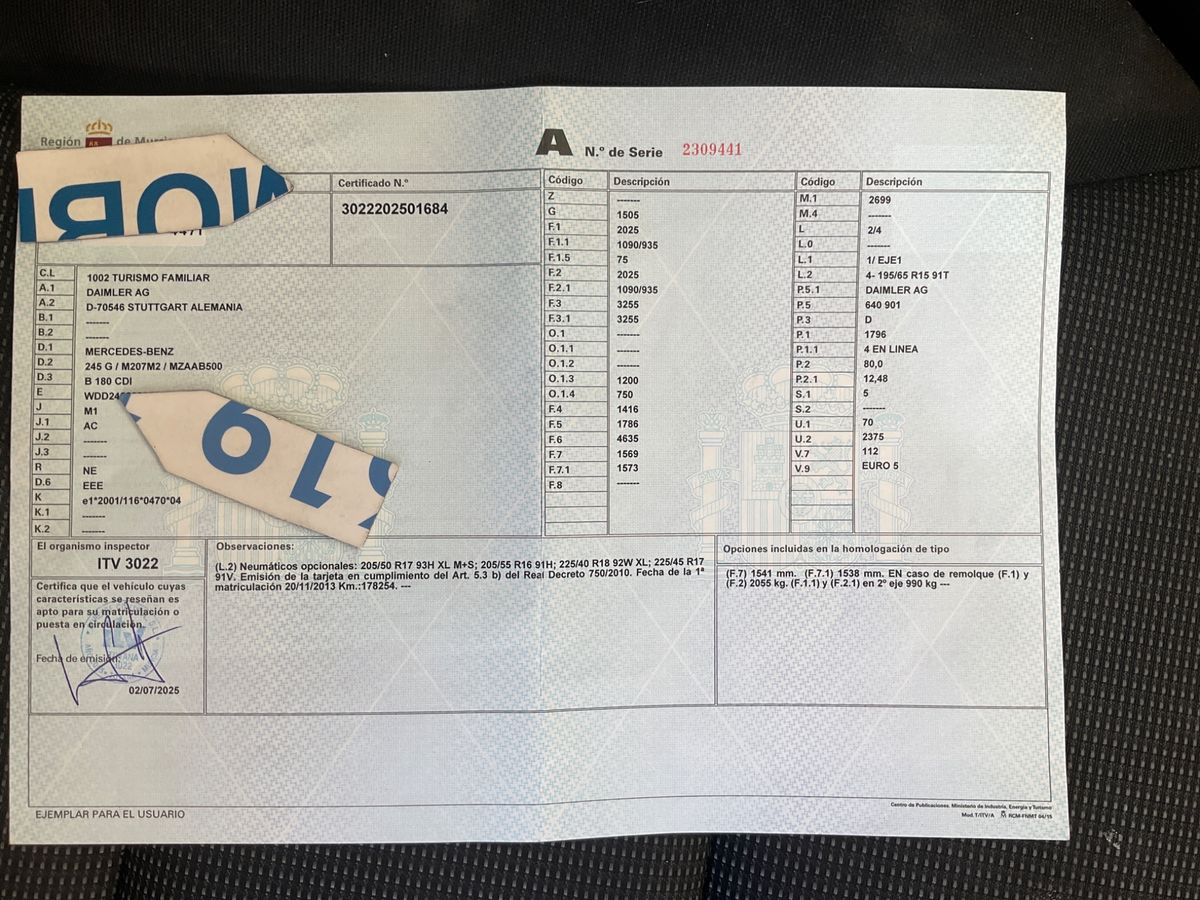 Región de
A N.º de Serie 2309441
Certificado N.º
3022202501684
C.L 1002 TURISMO FAMILIAR
A.1 DAIMLER AG
A.2 D-70546 STUTTGART ALEMANIA
B.1 -------
B.2 -------
D.1 MERCEDES-BENZ
D.2 245 G / M207M2 / MZAAB500
D.3 B 180 CDI
E WDD24
J M1
J.1 AC
J.2 -------
J.3 -------
R NE
D.6 EEE
K e1*2001/116*0470*04
K.1 -------
K.2 -------
Código Descripción
Z -------
G 1505
F.1 2025
F.1.1 1090/935
F.1.5 75
F.2 2025
F.2.1 1090/935
F.3 3255
F.3.1 3255
O.1 -------
O.1.1 -------
O.1.2 -------
O.1.3 1200
O.1.4 750
F.4 1416
F.5 1786
F.6 4635
F.7 1569
F.7.1 1573
F.8 -------
Código Descripción
M.1 2699
M.4 -------
L 2/4
L.0 -------
L.1 1/ EJE1
L.2 4- 195/65 R15 91T
P.5.1 DAIMLER AG
P.5 640 901
P.3 D
P.1 1796
P.1.1 4 EN LINEA
P.2 80,0
P.2.1 12,48
S.1 5
S.2 -------
U.1 70
U.2 2375
V.7 112
V.9 EURO 5
El organismo inspector
ITV 3022
Certifica que el vehículo cuyas
características se reseñan es
apto para su matriculación o
puesta en circulación.
Fecha de emisión:
02/07/2025
Observaciones:
(L.2) Neumáticos opcionales: 205/50 R17 93H XL M+S; 205/55 R16 91H; 225/40 R18 92W XL; 225/45 R17
91V. Emisión de la tarjeta en cumplimiento del Art. 5.3 b) del Real Decreto 750/2010. Fecha de la 1ª
matriculación 20/11/2013 Km.:178254. ---
Opciones incluidas en la homologación de tipo
(F.7) 1541 mm. (F.7.1) 1538 mm. EN caso de remolque (F.1) y
(F.2) 2055 kg. (F.1.1) y (F.2.1) en 2º eje 990 kg ---
EJEMPLAR PARA EL USUARIO
Centro de Publicaciones. Ministerio de Industria, Energía y Turismo
Mod. T/ITV/A RCM-FNMT 04/15